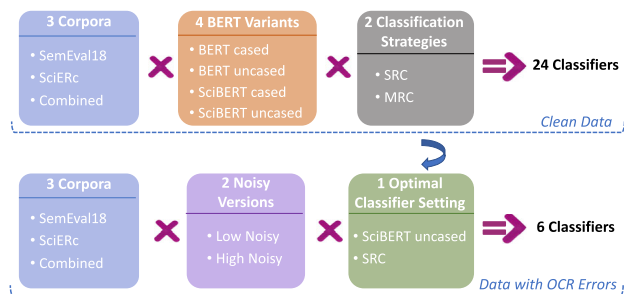 3 Corpora
• SemEval18
• SciERc
• Combined
4 BERT Variants
• BERT cased
• BERT uncased
• SciBERT cased
• SciBERT uncased
2 Classification
Strategies
• SRC
• MRC
24 Classifiers
Clean Data
3 Corpora
• SemEval18
• SciERc
• Combined
2 Noisy
Versions
• Low Noisy
• High Noisy
1 Optimal
Classifier Setting
• SciBERT uncased
• SRC
6 Classifiers
Data with OCR Errors